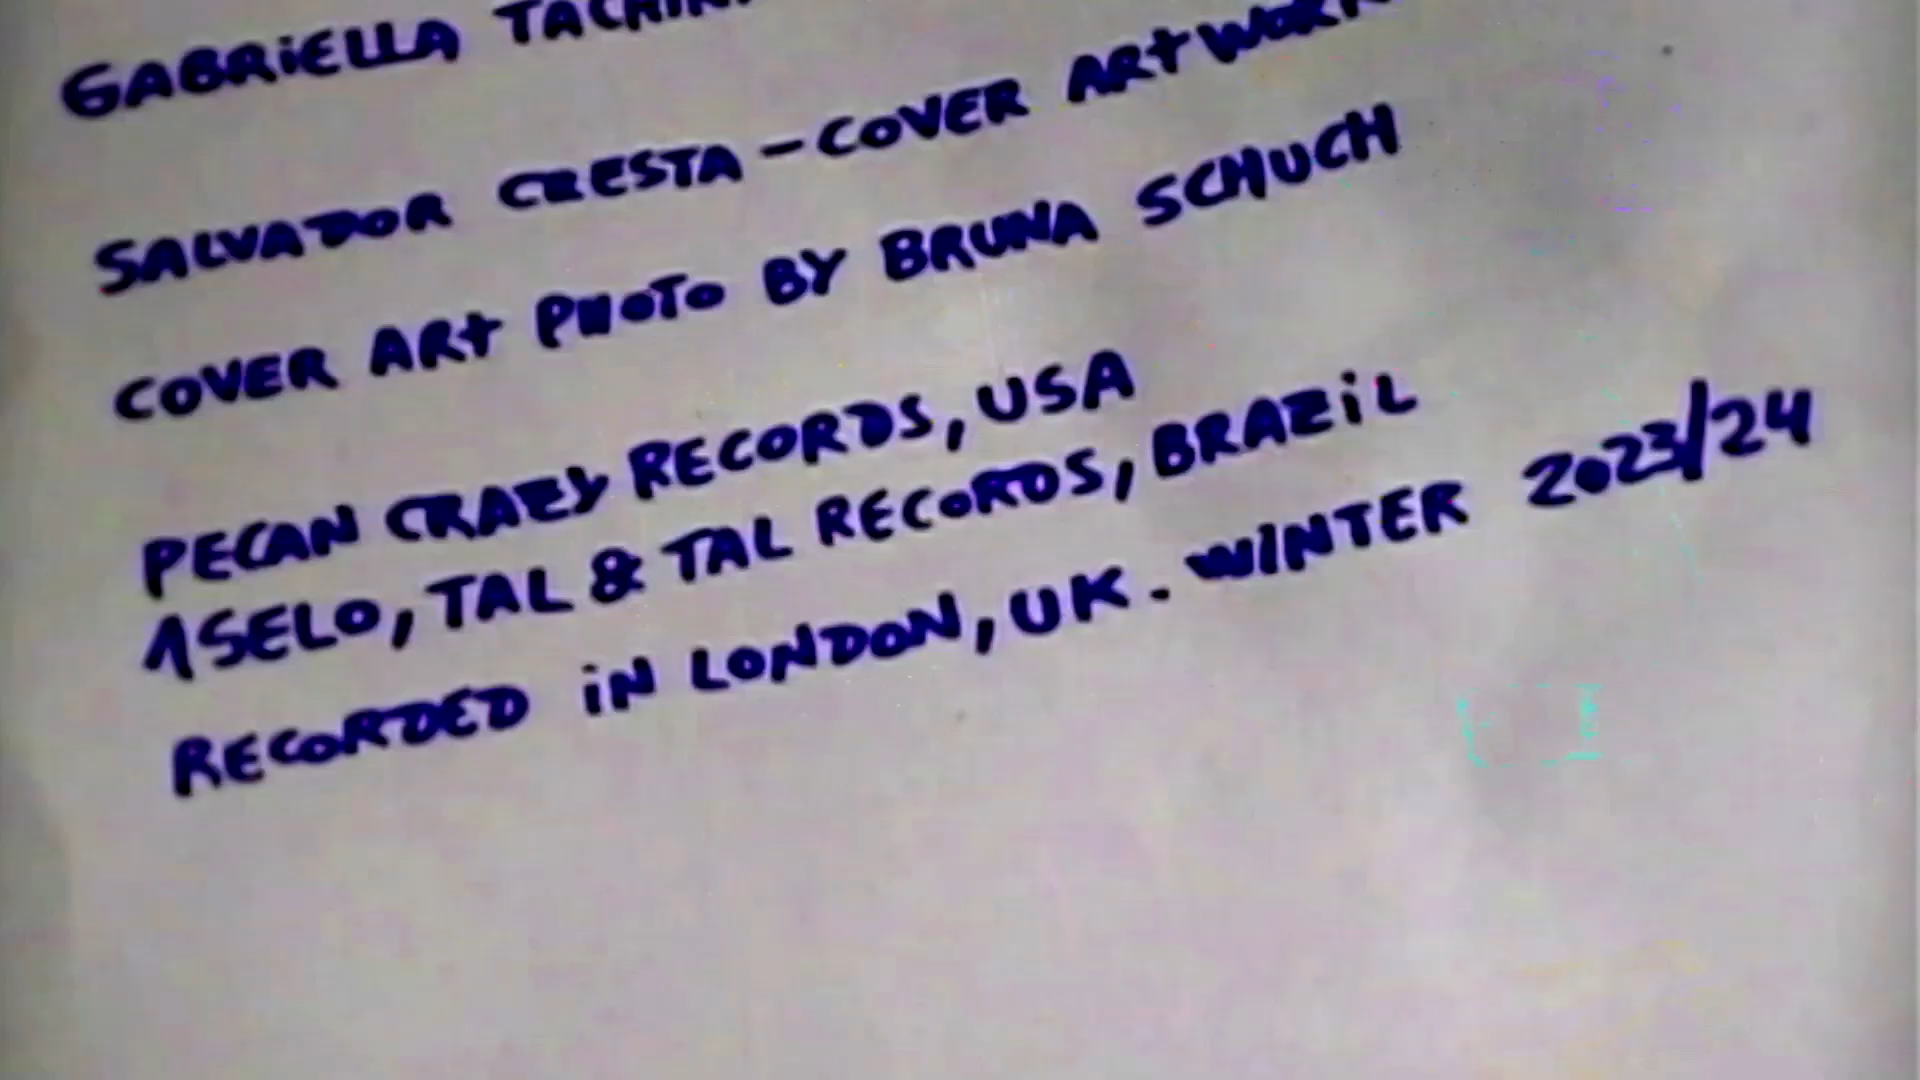 GABRiELLA
SALVADOR CRESTA - COVER ARTWORK
COVER ART PHOTO BY BRUNA SCHUCH
PECAN CRAZY RECORDS, USA
1SELO, TAL & TAL RECORDS, BRAZiL
RECORDED iN LONDON, UK. WINTER 2023/24